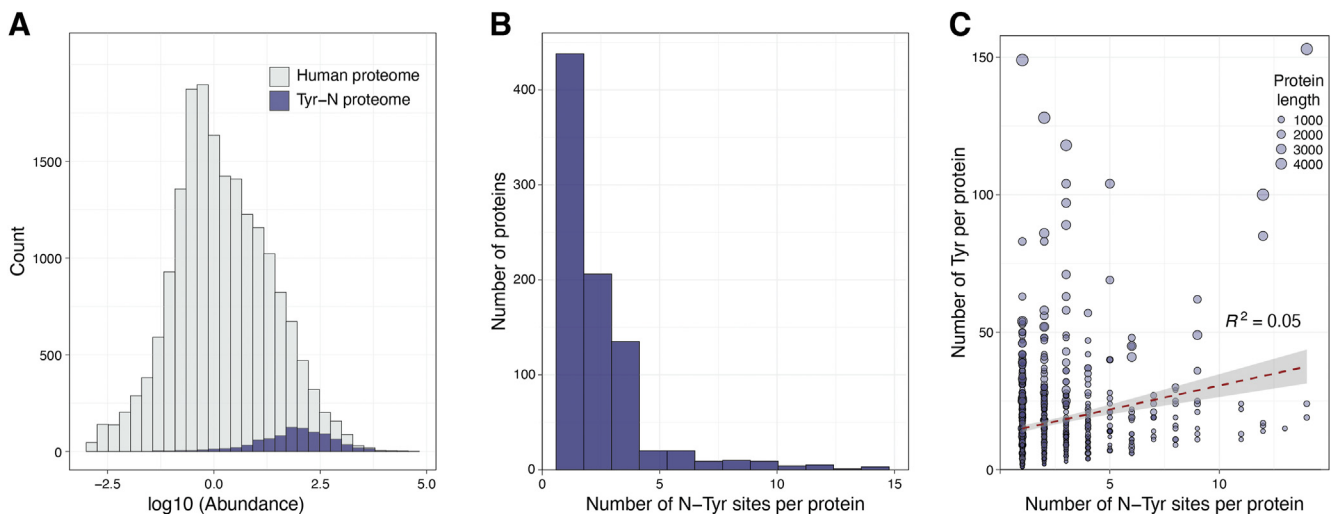 A
Human proteome
Tyr–N proteome
Count
1500
1000
500
0
−2.5
0.0
2.5
5.0
log10 (Abundance)
B
Number of proteins
400
300
200
100
0
0
5
10
15
Number of N−Tyr sites per protein
C
Number of Tyr per protein
150
100
50
0
Protein
length
1000
2000
3000
4000
R² = 0.05
5
10
Number of N−Tyr sites per protein